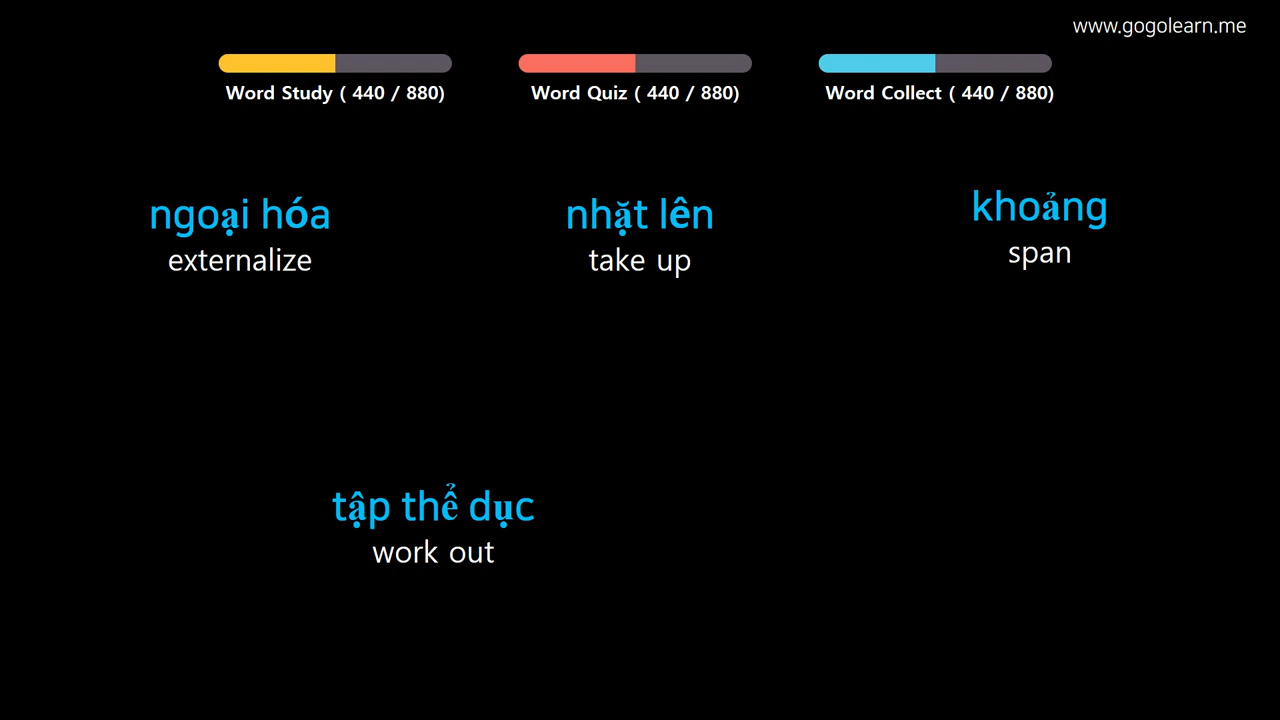 www.gogolearn.me
Word Study ( 440 / 880)
Word Quiz ( 440 / 880)
Word Collect ( 440 / 880)
ngoại hóa
externalize
nhặt lên
take up
khoảng
span
tập thể dục
work out